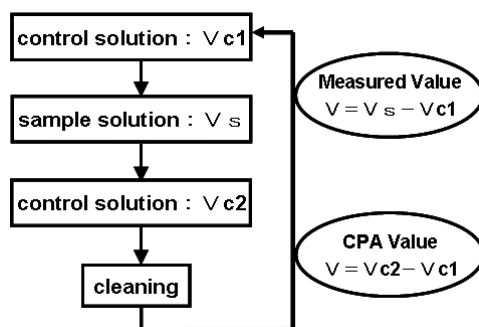 control solution : Vc1
sample solution : Vs
control solution : Vc2
cleaning
Measured Value
V=Vs−Vc1
CPA Value
V=Vc2−Vc1